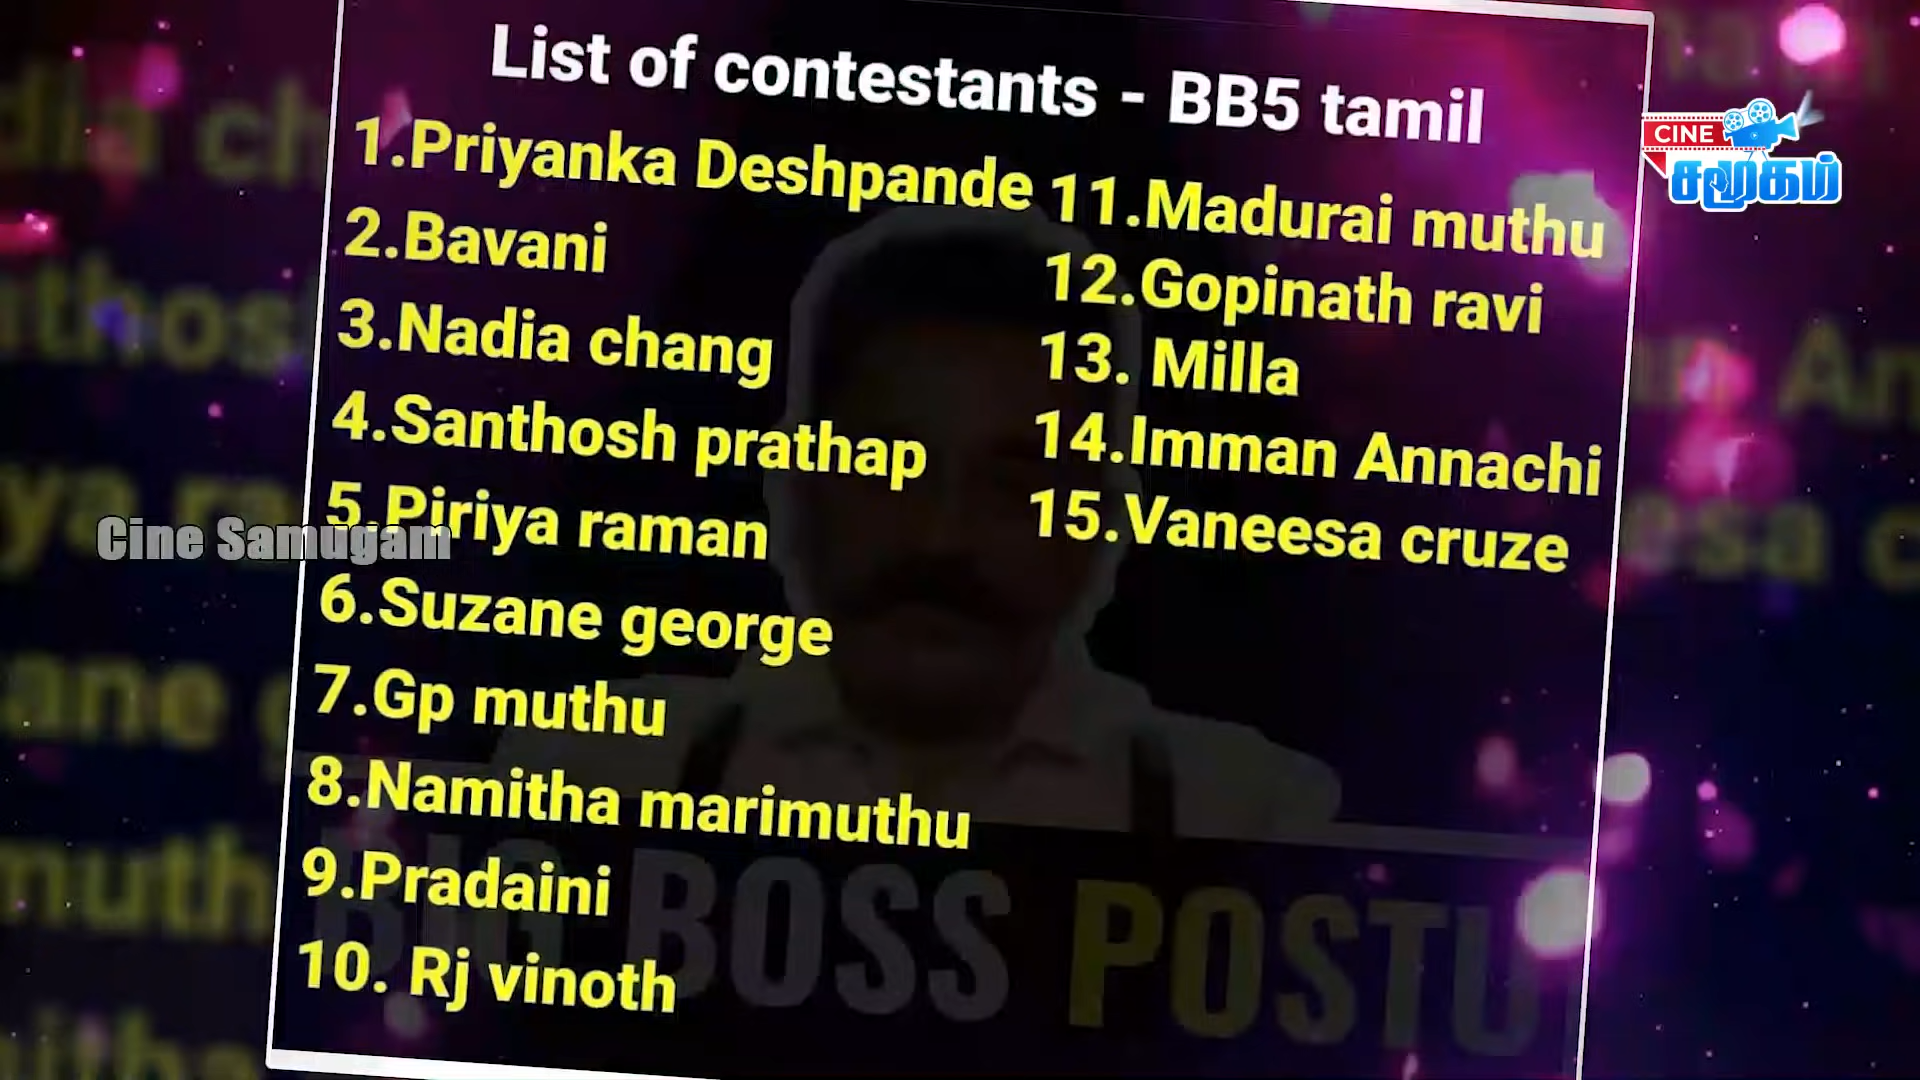 List of contestants - BB5 tamil
1.Priyanka Deshpande
2.Bavani
3.Nadia chang
4.Santhosh prathap
5.Piriya raman
6.Suzane george
7.Gp muthu
8.Namitha marimuthu
9.Pradaini
10. Rj vinoth
11.Madurai muthu
12.Gopinath ravi
13. Milla
14.Imman Annachi
15.Vaneesa cruze
CINE
சமூகம்
Cine Samugam
BIG BOSS POSTU